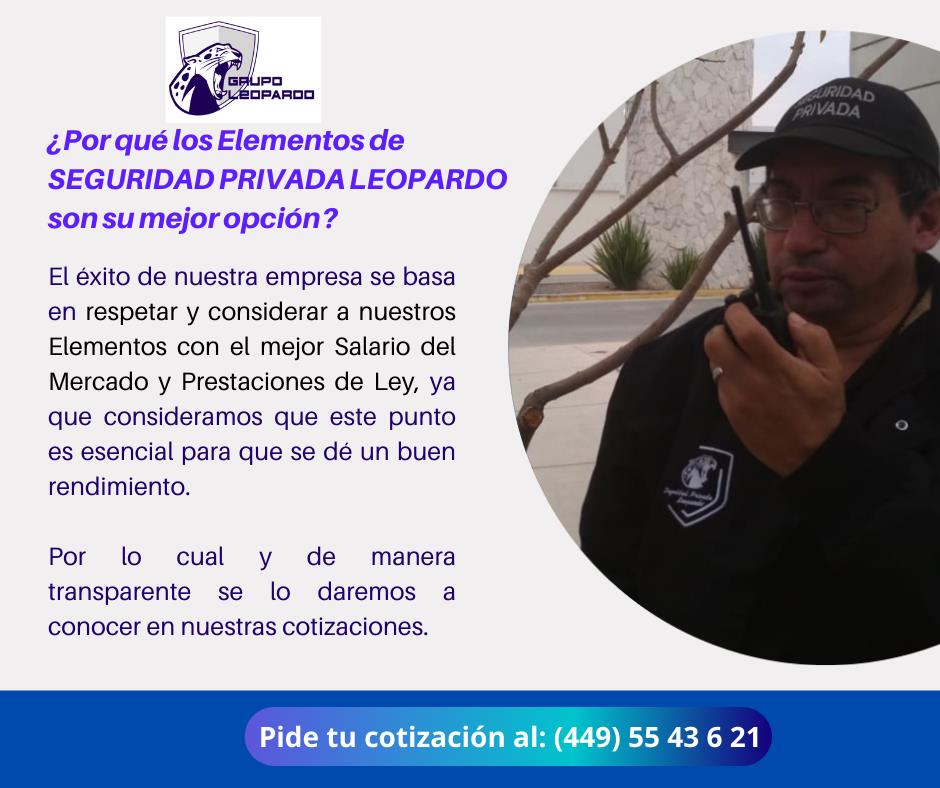 GRUPO
LEOPARDO
¿Por qué los Elementos de
SEGURIDAD PRIVADA LEOPARDO
son su mejor opción?
El éxito de nuestra empresa se basa
en respetar y considerar a nuestros
Elementos con el mejor Salario del
Mercado y Prestaciones de Ley, ya
que consideramos que este punto
es esencial para que se dé un buen
rendimiento.
Por lo cual y de manera
transparente se lo daremos a
conocer en nuestras cotizaciones.
SEGURIDAD
PRIVADA
Seguridad Privada
Leopardo
Pide tu cotización al: (449) 55 43 6 21